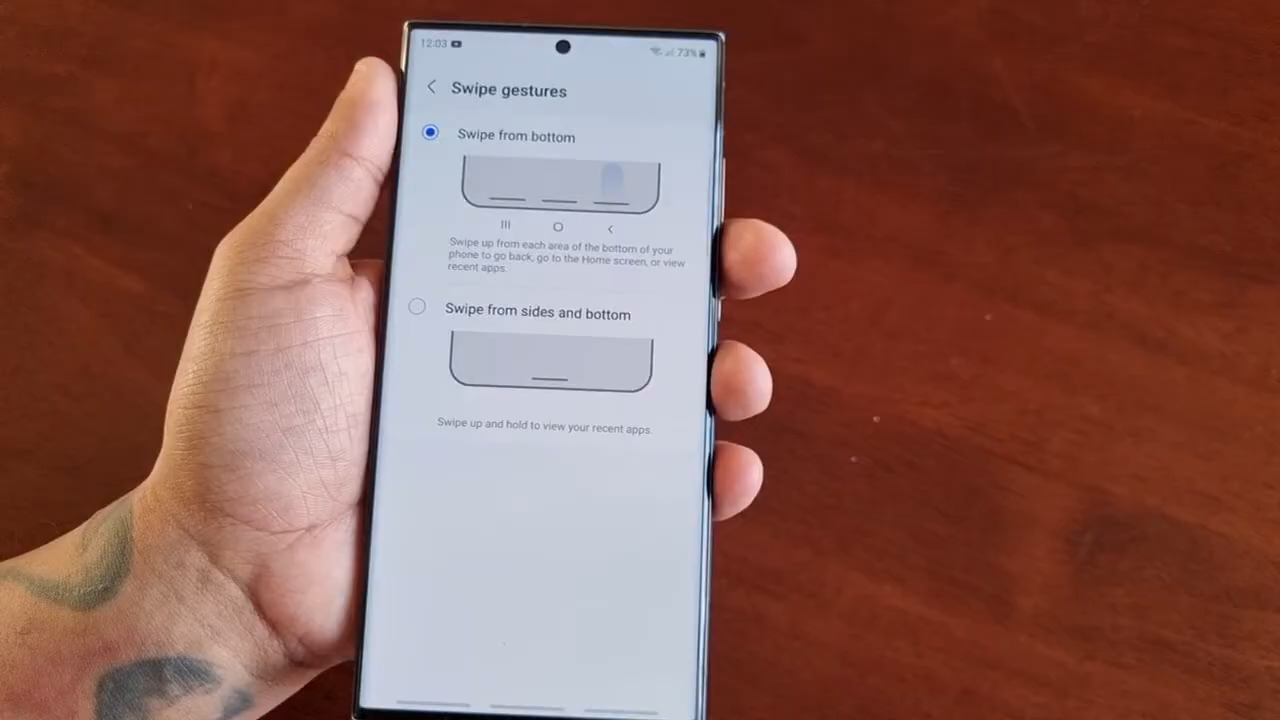 12:03
73%
Swipe gestures
Swipe from bottom
Swipe up from each area of the bottom of your
phone to go back, go to the Home screen, or view
recent apps.
Swipe from sides and bottom
Swipe up and hold to view your recent apps.